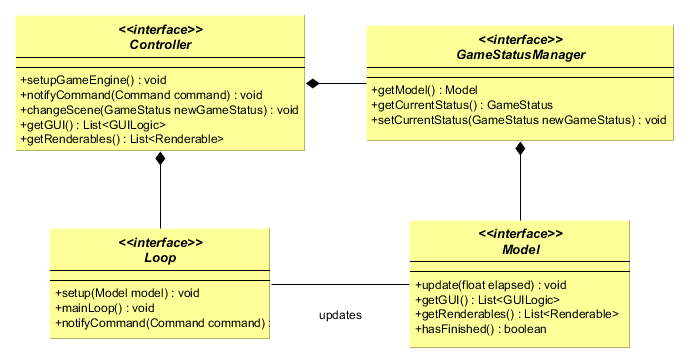 <<interface>>
Controller
+setupGameEngine() : void
+notifyCommand(Command command) : void
+changeScene(GameStatus newGameStatus) : void
+getGUI() : List<GUILogic>
+getRenderables() : List<Renderable>
<<interface>>
GameStatusManager
+getModel() : Model
+getCurrentStatus() : GameStatus
+setCurrentStatus(GameStatus newGameStatus) : void
<<interface>>
Loop
+setup(Model model) : void
+mainLoop() : void
+notifyCommand(Command command) :
<<interface>>
Model
+update(float elapsed) : void
+getGUI() : List<GUILogic>
+getRenderables() : List<Renderable>
+hasFinished() : boolean
updates